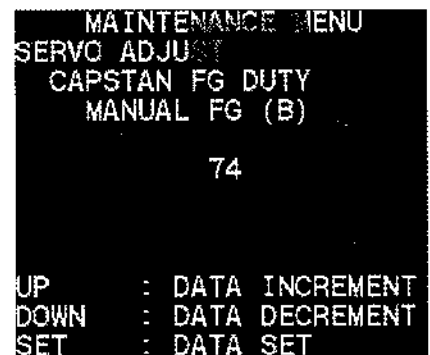 MAINTENANCE MENU
SERVO ADJUST
CAPSTAN FG DUTY
MANUAL FG (B)
74
UP : DATA INCREMENT
DOWN : DATA DECREMENT
SET : DATA SET